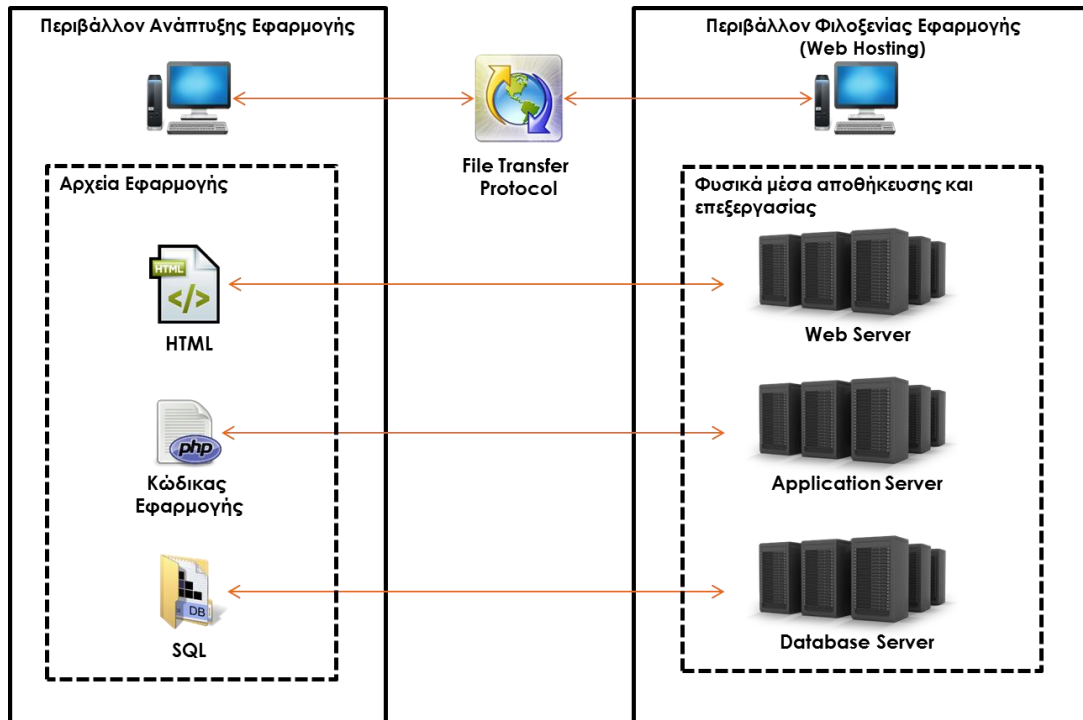 Περιβάλλον Ανάπτυξης Εφαρμογής
Περιβάλλον Φιλοξενίας Εφαρμογής
(Web Hosting)
File Transfer
Protocol
Αρχεία Εφαρμογής
HTML
</>
HTML
php
Κώδικας
Εφαρμογής
DB
SQL
Φυσικά μέσα αποθήκευσης και
επεξεργασίας
Web Server
Application Server
Database Server